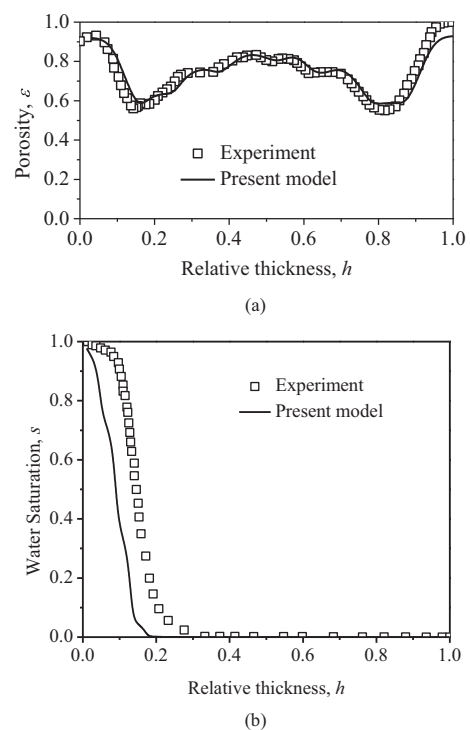 1.0
0.8
0.6
0.4
0.2
0.0
Porosity, ε
Experiment
Present model
0.0 0.2 0.4 0.6 0.8 1.0
Relative thickness, h
(a)
1.0
0.8
0.6
0.4
0.2
0.0
Water Saturation, s
Experiment
Present model
0.0 0.2 0.4 0.6 0.8 1.0
Relative thickness, h
(b)